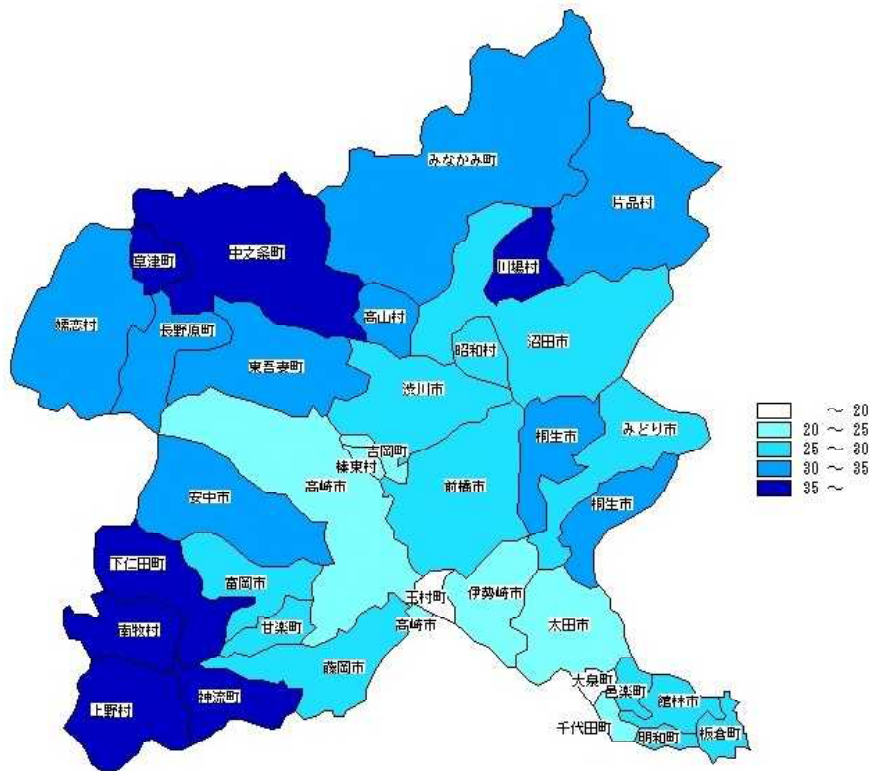 みなかみ町
片品村
草津町
中之条町
川場村
嬬恋村
長野原町
高山村
昭和村
沼田市
東吾妻町
渋川市
～ 20
20 ～ 25
25 ～ 30
30 ～ 35
35 ～
桐生市
みどり市
吉岡町
榛東村
高崎市
前橋市
安中市
桐生市
下仁田町
富岡市
玉村町
伊勢崎市
高崎市
太田市
南牧村
甘楽町
藤岡市
上野村
神流町
大泉町
邑楽町
館林市
千代田町
明和町
板倉町